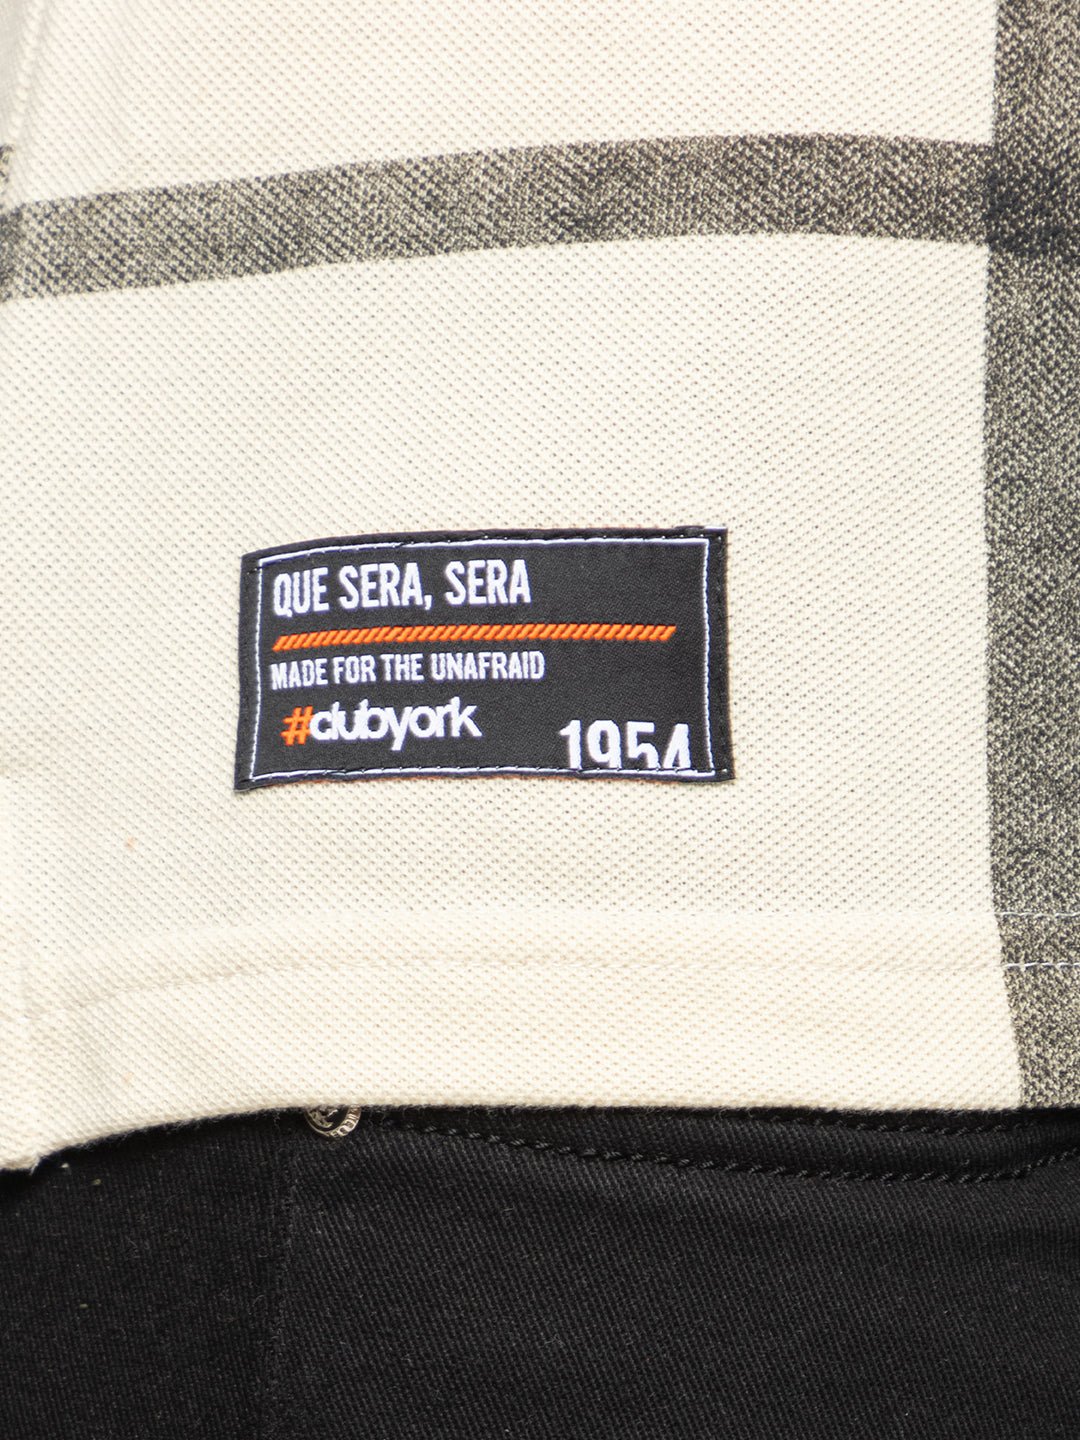 QUE SERA, SERA
MADE FOR THE UNAFRAID
#clubyork
1954